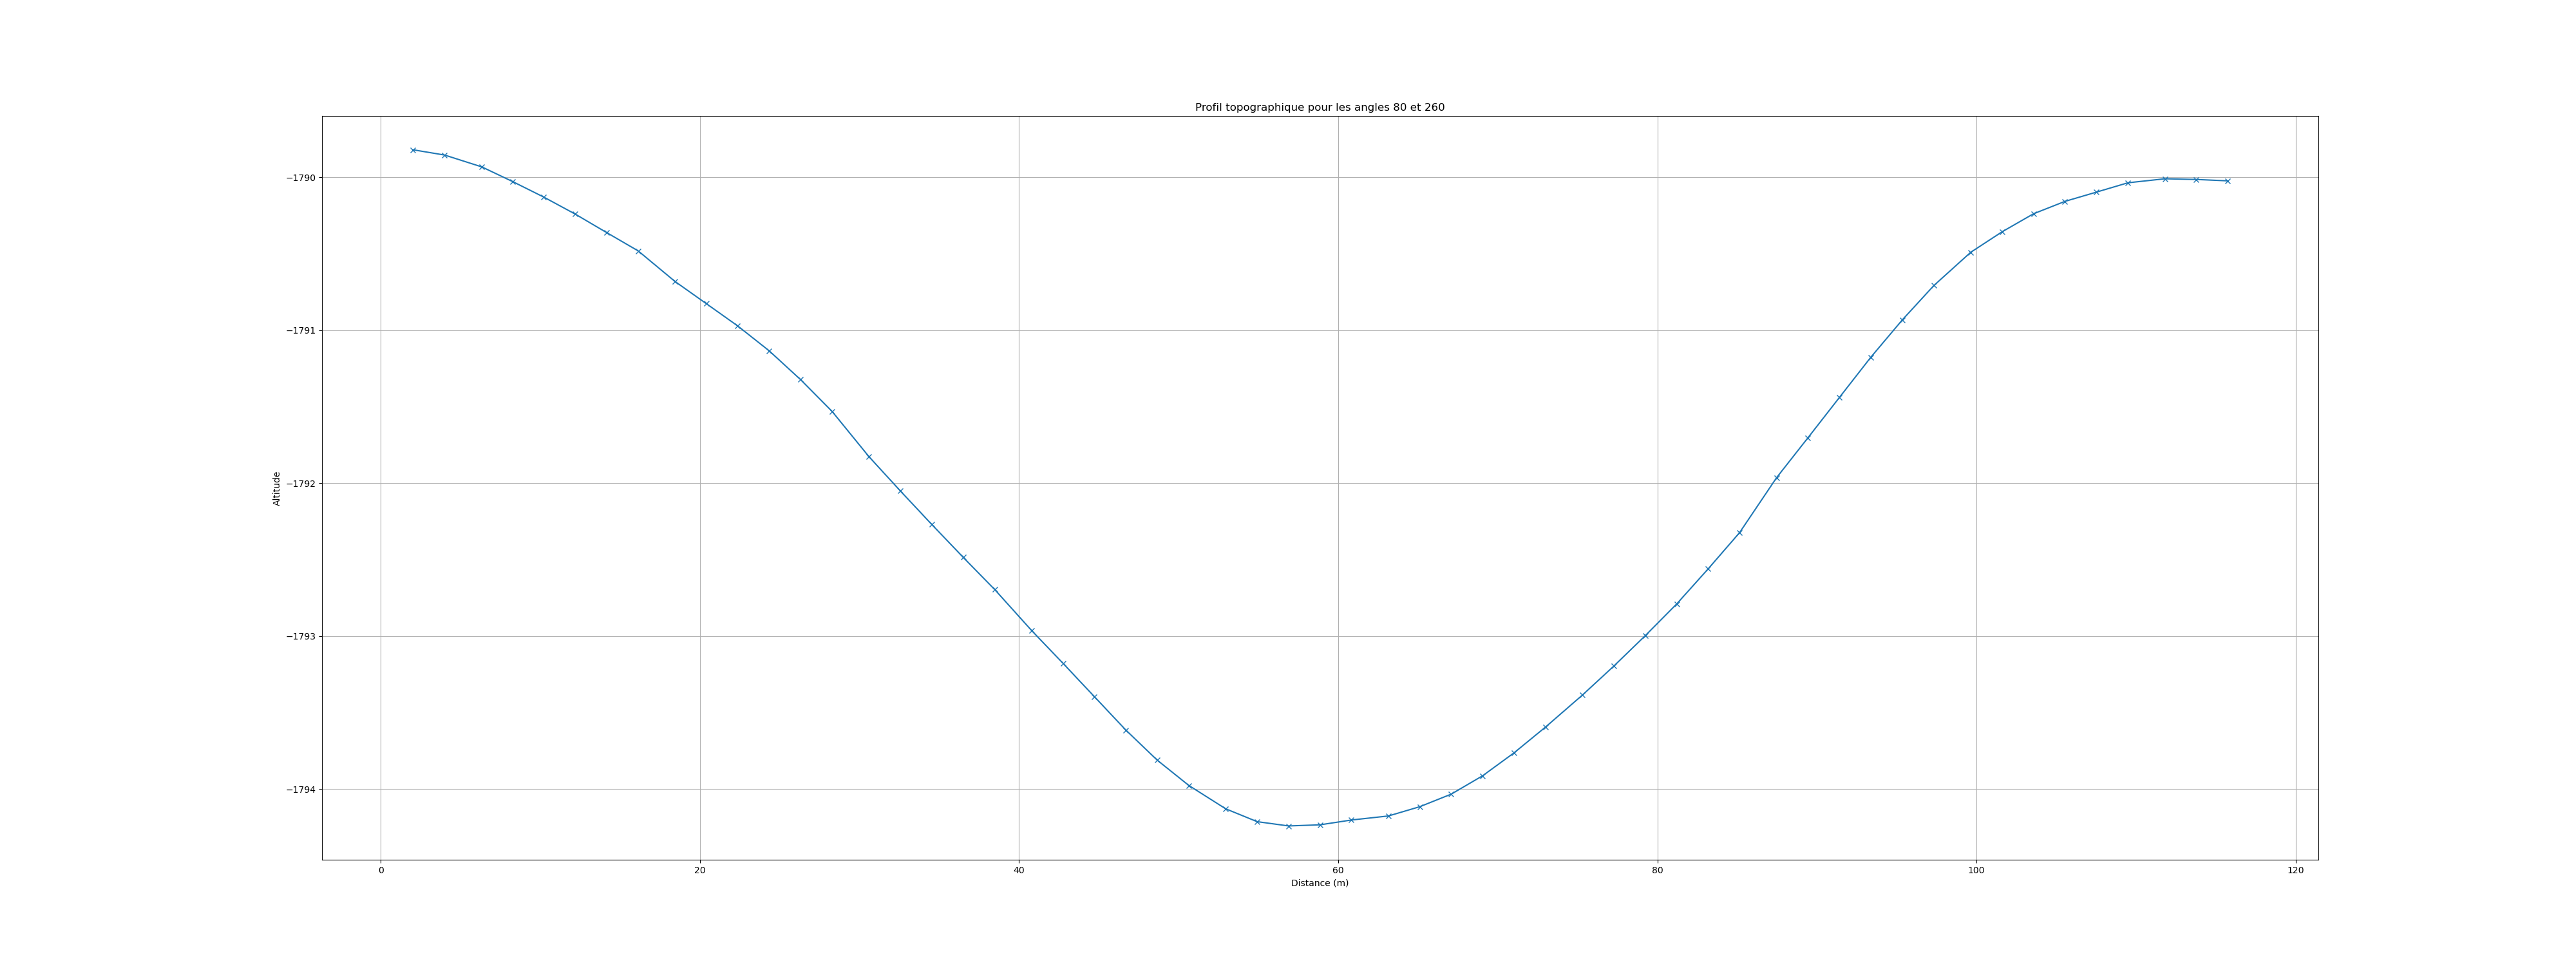 Profil topographique pour les angles 80 et 260
−1790
−1791
−1792
−1793
−1794
Altitude
0 20 40 60 80 100 120
Distance (m)